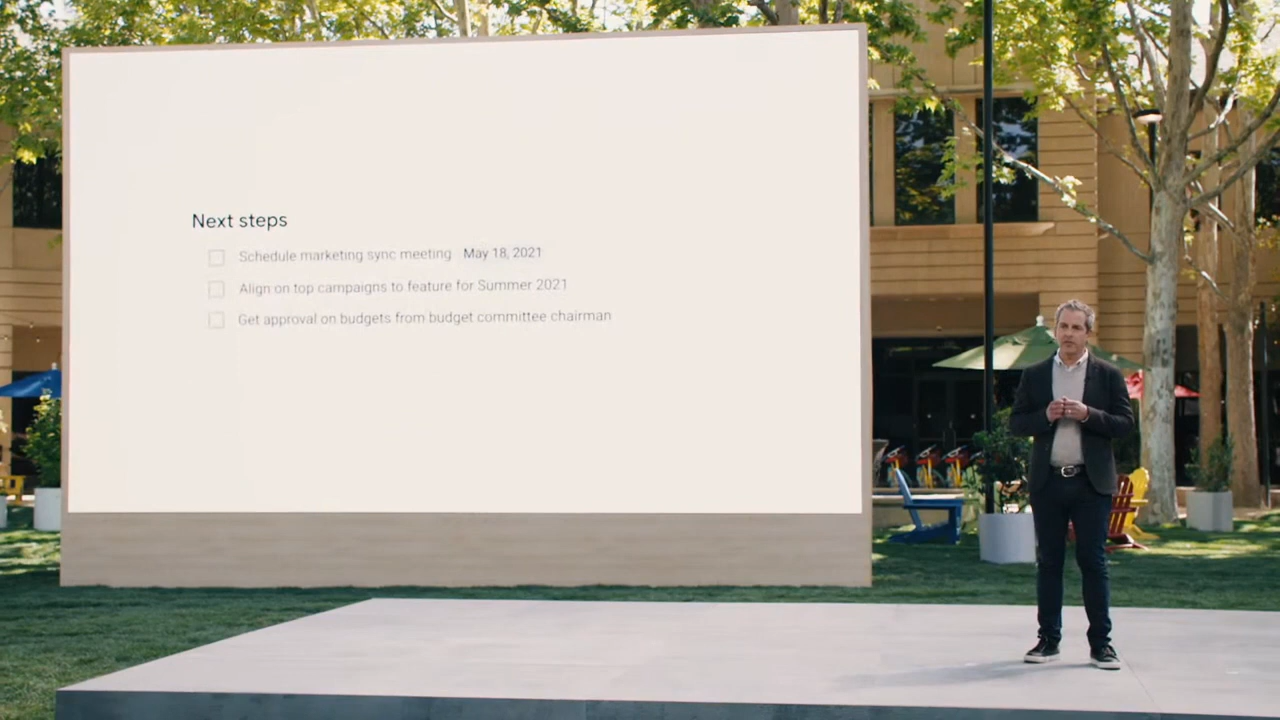 Next steps
Schedule marketing sync meeting May 18, 2021
Align on top campaigns to feature for Summer 2021
Get approval on budgets from budget committee chairman